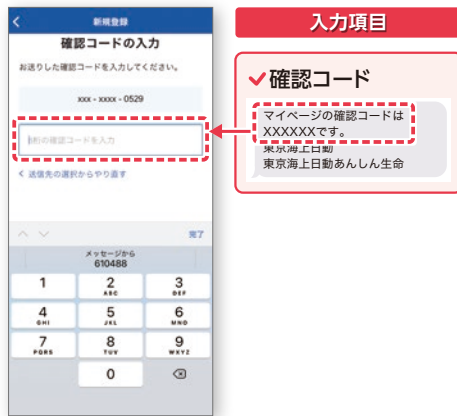 新規登録
確認コードの入力
お送りした確認コードを入力してください。
xxx - xxxx - 0529
6桁の確認コードを入力
送信先の選択からやり直す
完了
メッセージから
610488
1
2
ABC
3
DEF
4
GHI
5
JKL
6
MNO
7
PQRS
8
TUV
9
WXYZ
0
入力項目
確認コード
マイページの確認コードは
XXXXXXです。
東京海上日動
東京海上日動あんしん生命